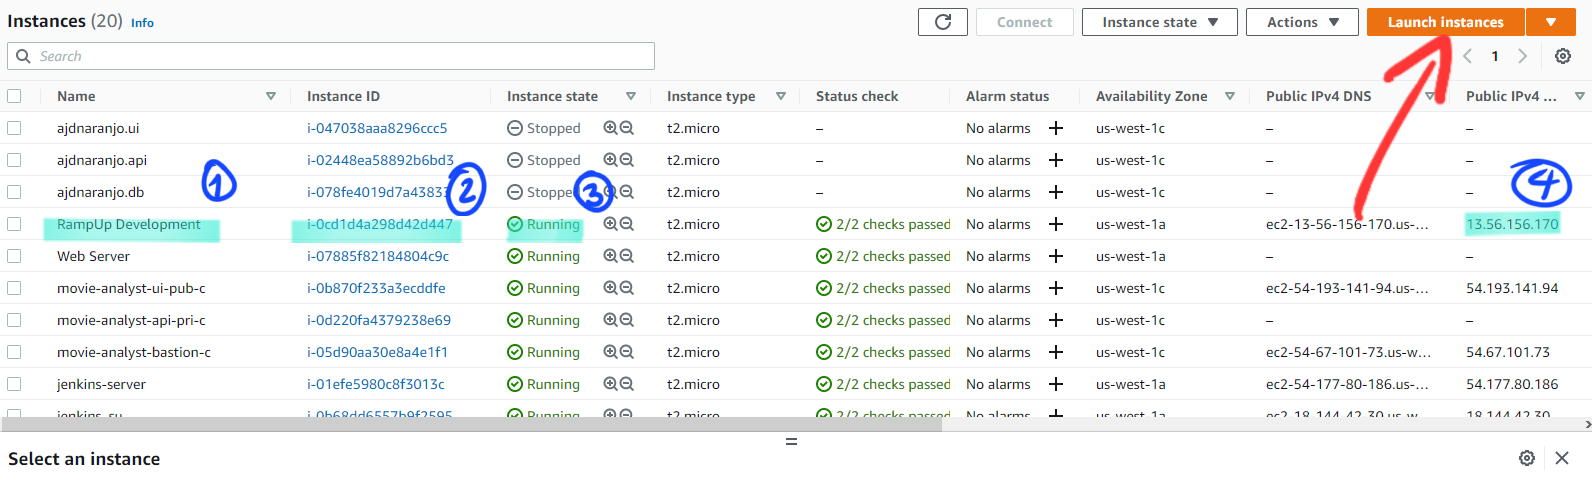 Instances (20) Info Connect Instance state Actions Launch instances
Search 1
Name Instance ID Instance state Instance type Status check Alarm status Availability Zone Public IPv4 DNS Public IPv4 ...
ajdnaranjo.ui i-047038aaa8296ccc5 Stopped t2.micro – No alarms + us-west-1c – –
ajdnaranjo.api i-02448ea58892b6bd3 Stopped t2.micro – No alarms + us-west-1c – –
1 2 3 4
ajdnaranjo.db i-078fe4019d7a43833 Stopped t2.micro – No alarms + us-west-1c – –
RampUp Development i-0cd1d4a298d42d447 Running t2.micro 2/2 checks passed No alarms + us-west-1a ec2-13-56-156-170.us-... 13.56.156.170
Web Server i-07885f82184804c9c Running t2.micro 2/2 checks passed No alarms + us-west-1a – –
movie-analyst-ui-pub-c i-0b870f233a3ecddfe Running t2.micro 2/2 checks passed No alarms + us-west-1c ec2-54-193-141-94.us-... 54.193.141.94
movie-analyst-api-pri-c i-0d220fa4379238e69 Running t2.micro 2/2 checks passed No alarms + us-west-1c – –
movie-analyst-bastion-c i-05d90aa30e8a4e1f1 Running t2.micro 2/2 checks passed No alarms + us-west-1c ec2-54-67-101-73.us-w... 54.67.101.73
jenkins-server i-01efe5980c8f3013c Running t2.micro 2/2 checks passed No alarms + us-west-1a ec2-54-177-80-186.us-... 54.177.80.186
Running t2.micro 2/2 checks passed No alarms + us-west-1a
Select an instance